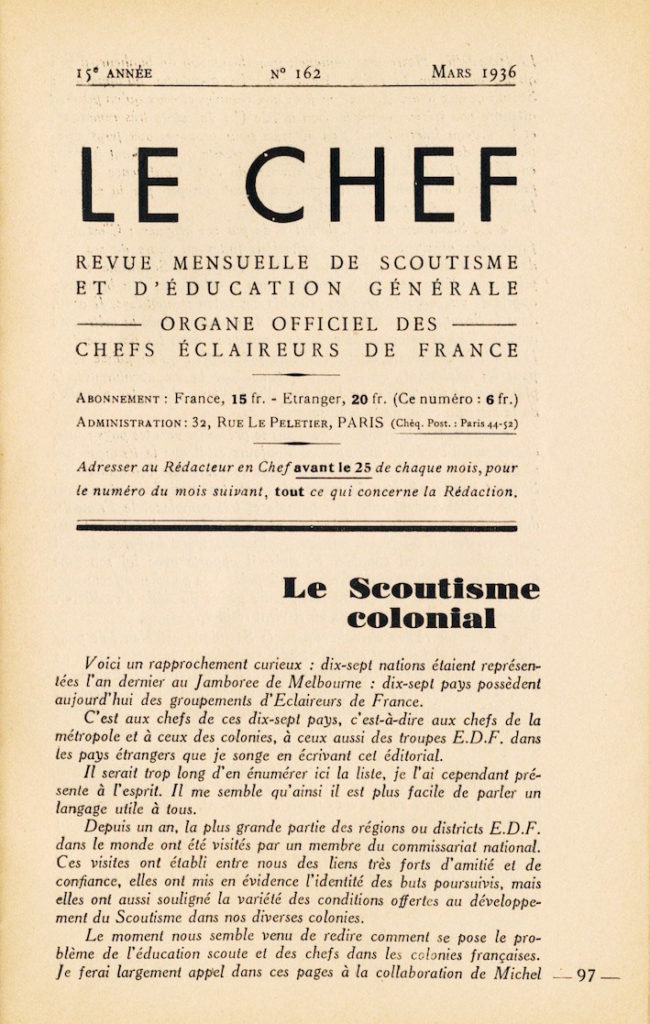 15e ANNÉE N° 162 MARS 1936
LE CHEF
REVUE MENSUELLE DE SCOUTISME
ET D'ÉDUCATION GÉNÉRALE
ORGANE OFFICIEL DES
CHEFS ÉCLAIREURS DE FRANCE
ABONNEMENT : France, 15 fr. - Etranger, 20 fr. (Ce numéro : 6 fr.)
ADMINISTRATION : 32, RUE LE PELETIER, PARIS (Chèq. Post. : Paris 44-52)
Adresser au Rédacteur en Chef avant le 25 de chaque mois, pour
le numéro du mois suivant, tout ce qui concerne la Rédaction.
Le Scoutisme
colonial
Voici un rapprochement curieux : dix-sept nations étaient représen-
tées l'an dernier au Jamboree de Melbourne : dix-sept pays possèdent
aujourd'hui des groupements d'Eclaireurs de France.
C'est aux chefs de ces dix-sept pays, c'est-à-dire aux chefs de la
métropole et à ceux des colonies, à ceux aussi des troupes E.D.F. dans
les pays étrangers que je songe en écrivant cet éditorial.
Il serait trop long d'en énumérer ici la liste, je l'ai cependant pré-
sente à l'esprit. Il me semble qu'ainsi il est plus facile de parler un
langage utile à tous.
Depuis un an, la plus grande partie des régions ou districts E.D.F.
dans le monde ont été visités par un membre du commissariat national.
Ces visites ont établi entre nous des liens très forts d'amitié et de
confiance, elles ont mis en évidence l'identité des buts poursuivis, mais
elles ont aussi souligné la variété des conditions offertes au développe-
ment du Scoutisme dans nos diverses colonies.
Le moment nous semble venu de redire comment se pose le pro-
blème de l'éducation scoute et des chefs dans les colonies françaises.
Je ferai largement appel dans ces pages à la collaboration de Michel — 97 —